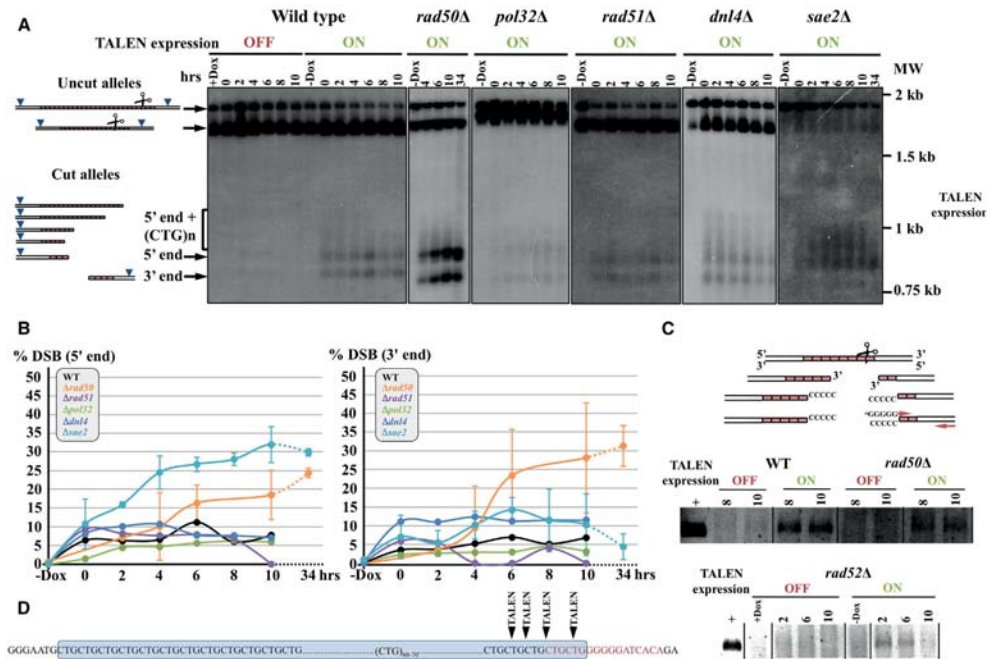 A
Wild type rad50Δ pol32Δ rad51Δ dnl4Δ sae2Δ
TALEN expression OFF ON ON ON ON ON ON
Uncut alleles
hrs +Dox 0 2 4 6 8 10 -Dox 0 2 4 6 8 10 -Dox 4 6 10 34 -Dox 0 2 4 6 8 10 -Dox 0 2 4 6 8 10 -Dox 0 2 4 6 8 10 -Dox 0 2 4 6 8 10 34
MW
2 kb
1.5 kb
Cut alleles
5' end + (CTG)n
5' end
3' end
1 kb
0.75 kb
TALEN expression
B
% DSB (5' end)
50
45
40
35
30
25
20
15
10
5
0
WT
Δrad50
Δrad51
Δpol32
Δdnl4
Δsae2
-Dox 0 2 4 6 8 10 34 hrs
% DSB (3' end)
50
45
40
35
30
25
20
15
10
5
0
WT
Δrad50
Δrad51
Δpol32
Δdnl4
Δsae2
-Dox 0 2 4 6 8 10 34 hrs
C
5' 3'
3' 5'
3' 3'
CCCCC CCCCC
CCCCC GGGGG
CCCCC
TALEN expression WT rad50Δ
OFF ON OFF ON
+ 8 10 8 10 8 10 8 10
TALEN expression rad52Δ
OFF ON
+ +Dox 2 6 10 -Dox 2 6 10
D
TALEN TALEN TALEN TALEN
GGGAATGCTGCTGCTGCTGCTGCTGCTGCTGCTGCTGCTG
CTGCTGCTGCTGCTGGGGGGATCACAGA